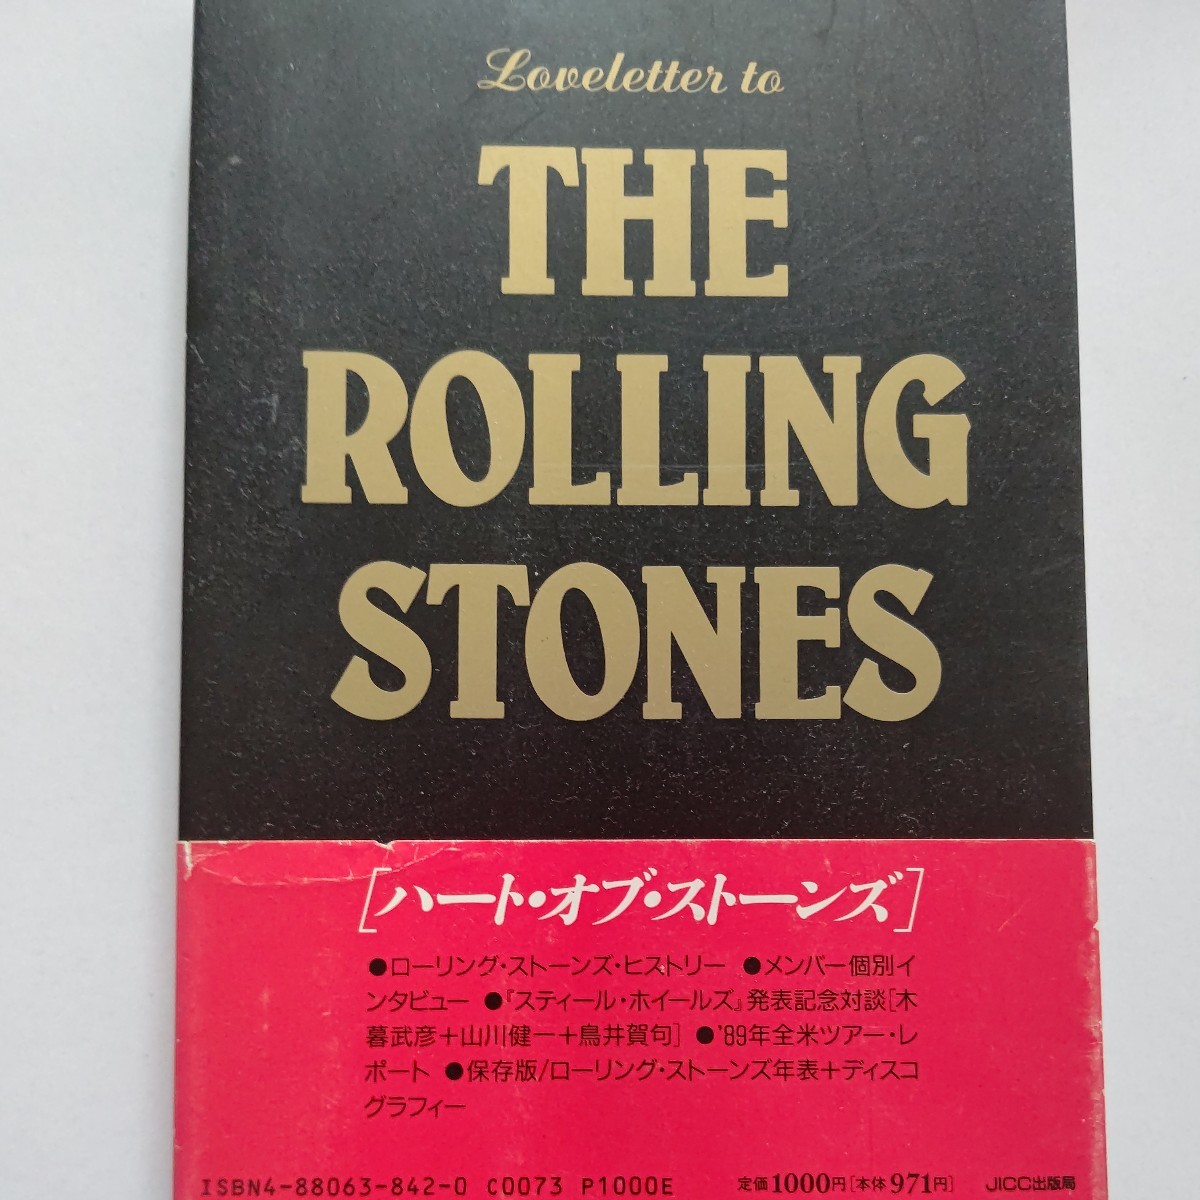 Loveletter to
THE
ROLLING
STONES
[ハート・オブ・ストーンズ]
●ローリング・ストーンズ・ヒストリー ●メンバー個別イ
ンタビュー ●『スティール・ホイールズ』発表記念対談[木
暮武彦+山川健一+鳥井賀句] ●'89年全米ツアー・レ
ポート ●保存版/ローリング・ストーンズ年表+ディスコ
グラフィー
ISBN4-88063-842-0 C0073 P1000E 定価1000円[本体971円] JICC出版局